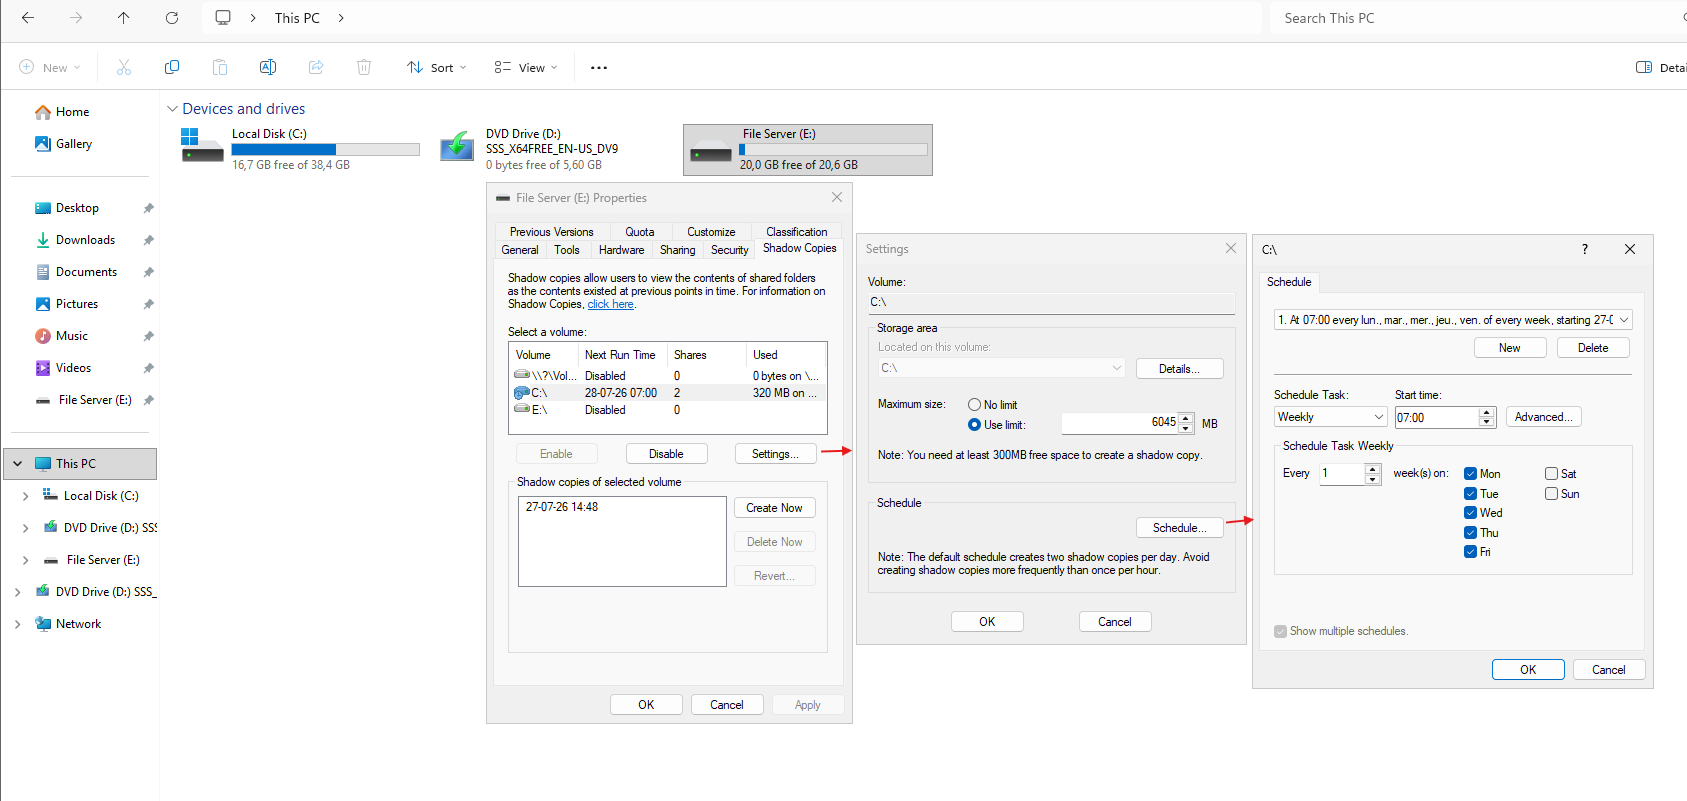 This PC
Search This PC
New
Sort
View
Detai
Home
Gallery
Desktop
Downloads
Documents
Pictures
Music
Videos
File Server (E:)
This PC
Local Disk (C:)
DVD Drive (D:) SSS
File Server (E:)
DVD Drive (D:) SSS_
Network
Devices and drives
Local Disk (C:)
16,7 GB free of 38,4 GB
DVD Drive (D:)
SSS_X64FREE_EN-US_DV9
0 bytes free of 5,60 GB
File Server (E:)
20,0 GB free of 20,6 GB
File Server (E:) Properties
Previous Versions Quota Customize Classification
General Tools Hardware Sharing Security Shadow Copies
Shadow copies allow users to view the contents of shared folders
as the contents existed at previous points in time. For information on
Shadow Copies, click here.
Select a volume:
Volume Next Run Time Shares Used
\\?\Vol... Disabled 0 0 bytes on \...
C:\ 28-07-26 07:00 2 320 MB on ...
E:\ Disabled 0
Enable Disable Settings...
Shadow copies of selected volume
27-07-26 14:48
Create Now
Delete Now
Revert...
OK Cancel Apply
Settings
Volume:
C:\
Storage area
Located on this volume:
C:\ Details...
Maximum size: No limit
Use limit: 6045 MB
Note: You need at least 300MB free space to create a shadow copy.
Schedule
Schedule...
Note: The default schedule creates two shadow copies per day. Avoid
creating shadow copies more frequently than once per hour.
OK Cancel
C:\ ?
Schedule
1. At 07:00 every lun., mar., mer., jeu., ven. of every week, starting 27-0
New Delete
Schedule Task: Start time:
Weekly 07:00 Advanced...
Schedule Task Weekly
Every 1 week(s) on: Mon Sat
Tue Sun
Wed
Thu
Fri
Show multiple schedules.
OK Cancel